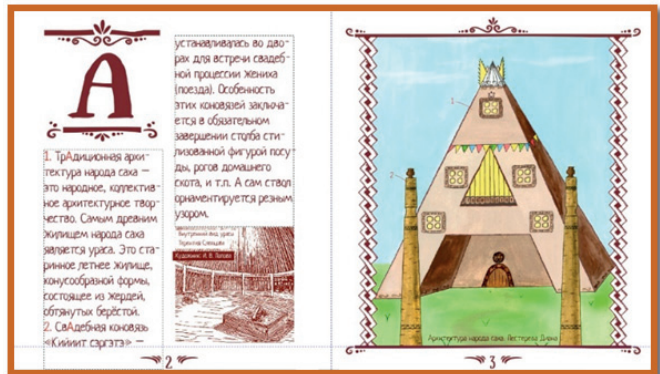 А
1. ТрАдиционная архи-
тектура народа саха —
это народное, коллектив-
ное архитектурное твор-
чество. Самым древним
жилищем народа саха
является ураса. Это ста-
ринное летнее жилище,
конусообразной формы,
состоящее из жердей,
обтянутых берёстой.
2. СвАдебная коновязь
«Кийиит сэргэтэ» —
устанавливалась во дво-
рах для встречи свадеб-
ной процессии жениха
(поезда). Особенность
этих коновязей заключа-
ется в обязательном
завершении столба сти-
лизованной фигурой посу-
ды, рогов домашнего
скота, и т.п. А сам ствол
орнаментируется резным
узором.
Внутренний вид урасы
Художник: И. В. Попов
2
1
2
Архитектура народа саха. Нестерева Диана
3